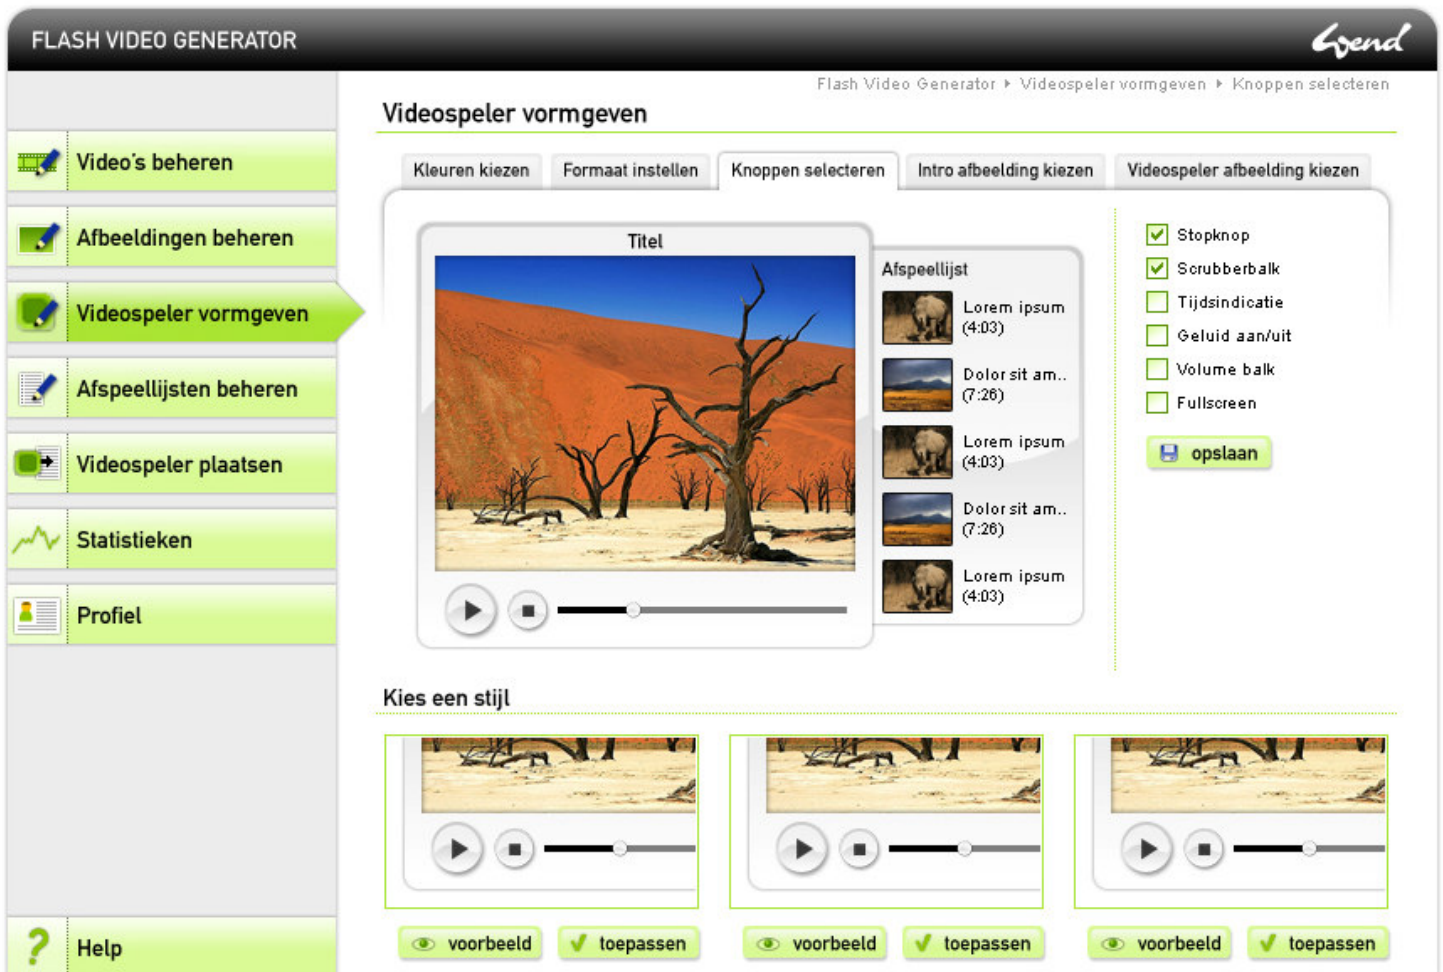 FLASH VIDEO GENERATOR
Wend
Flash Video Generator Videospeler vormgeven Knoppen selecteren
Videospeler vormgeven
Video's beheren
Afbeeldingen beheren
Videospeler vormgeven
Afspeellijsten beheren
Videospeler plaatsen
Statistieken
Profiel
Help
Kleuren kiezen
Formaat instellen
Knoppen selecteren
Intro afbeelding kiezen
Videospeler afbeelding kiezen
Titel
Afspeellijst
Lorem ipsum
(4:03)
Dolor sit am..
(7:26)
Lorem ipsum
(4:03)
Dolor sit am..
(7:26)
Lorem ipsum
(4:03)
Stopknop
Scrubberbalk
Tijdsindicatie
Geluid aan/uit
Volume balk
Fullscreen
opslaan
Kies een stijl
voorbeeld toepassen
voorbeeld toepassen
voorbeeld toepassen